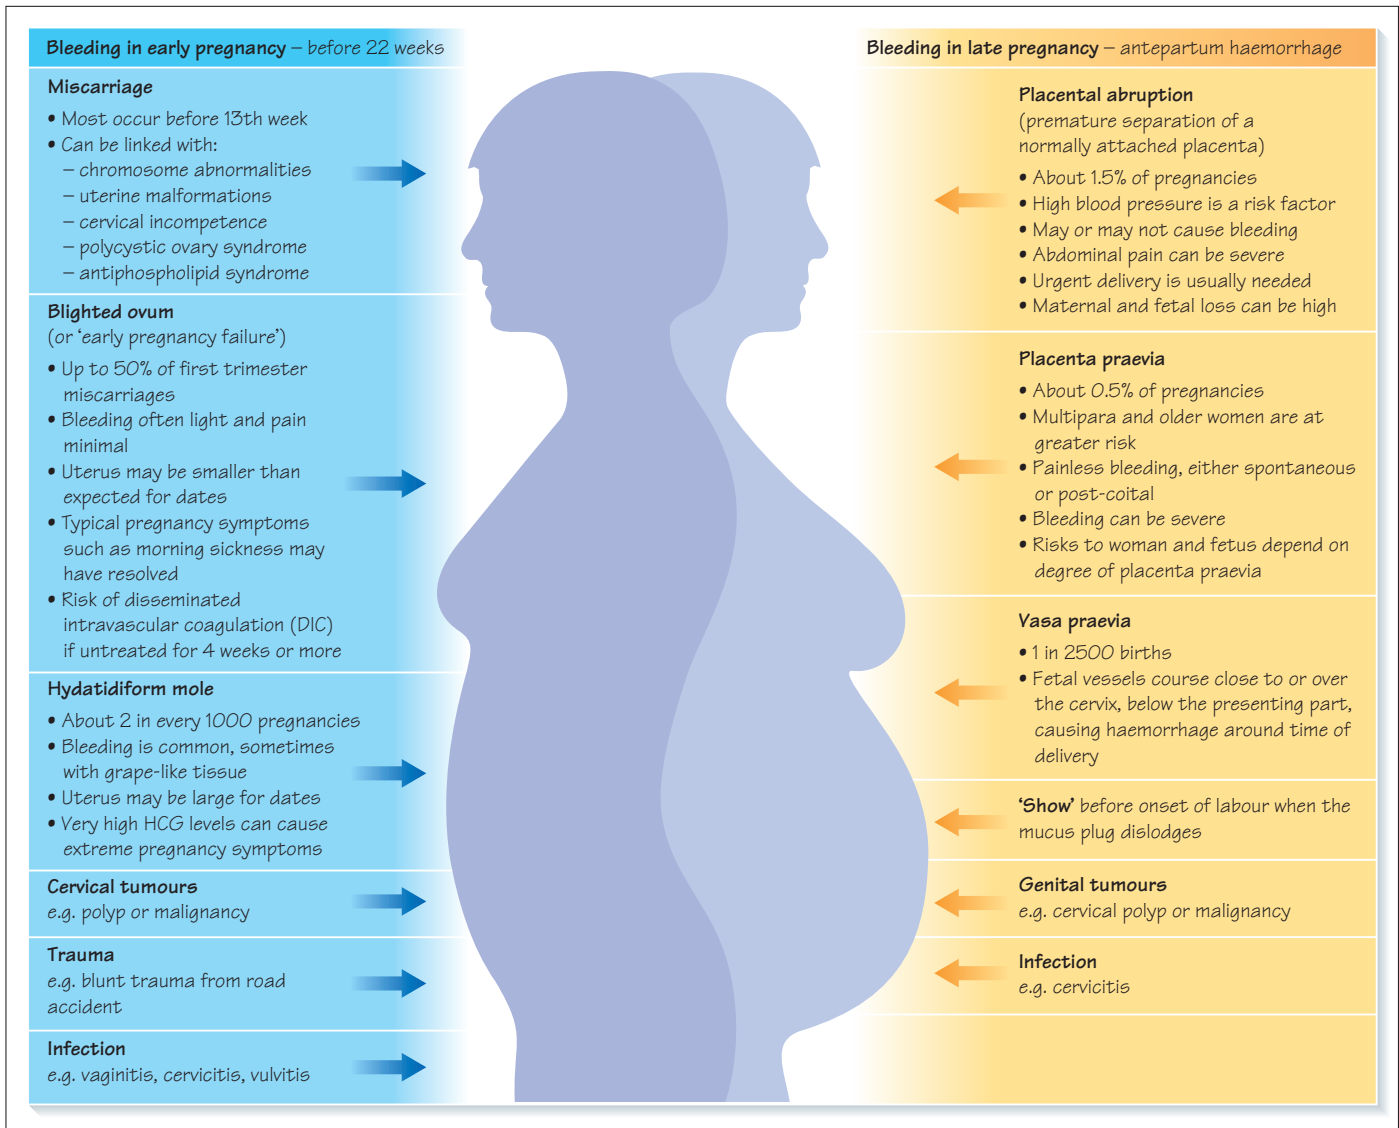 Bleeding in early pregnancy – before 22 weeks
Miscarriage
• Most occur before 13th week
• Can be linked with:
– chromosome abnormalities
– uterine malformations
– cervical incompetence
– polycystic ovary syndrome
– antiphospholipid syndrome
Blighted ovum
(or ‘early pregnancy failure’)
• Up to 50% of first trimester
miscarriages
• Bleeding often light and pain
minimal
• Uterus may be smaller than
expected for dates
• Typical pregnancy symptoms
such as morning sickness may
have resolved
• Risk of disseminated
intravascular coagulation (DIC)
if untreated for 4 weeks or more
Hydatidiform mole
• About 2 in every 1000 pregnancies
• Bleeding is common, sometimes
with grape-like tissue
• Uterus may be large for dates
• Very high HCG levels can cause
extreme pregnancy symptoms
Cervical tumours
e.g. polyp or malignancy
Trauma
e.g. blunt trauma from road
accident
Infection
e.g. vaginitis, cervicitis, vulvitis
Bleeding in late pregnancy – antepartum haemorrhage
Placental abruption
(premature separation of a
normally attached placenta)
• About 1.5% of pregnancies
• High blood pressure is a risk factor
• May or may not cause bleeding
• Abdominal pain can be severe
• Urgent delivery is usually needed
• Maternal and fetal loss can be high
Placenta praevia
• About 0.5% of pregnancies
• Multipara and older women are at
greater risk
• Painless bleeding, either spontaneous
or post-coital
• Bleeding can be severe
• Risks to woman and fetus depend on
degree of placenta praevia
Vasa praevia
• 1 in 2500 births
• Fetal vessels course close to or over
the cervix, below the presenting part,
causing haemorrhage around time of
delivery
‘Show’ before onset of labour when the
mucus plug dislodges
Genital tumours
e.g. cervical polyp or malignancy
Infection
e.g. cervicitis